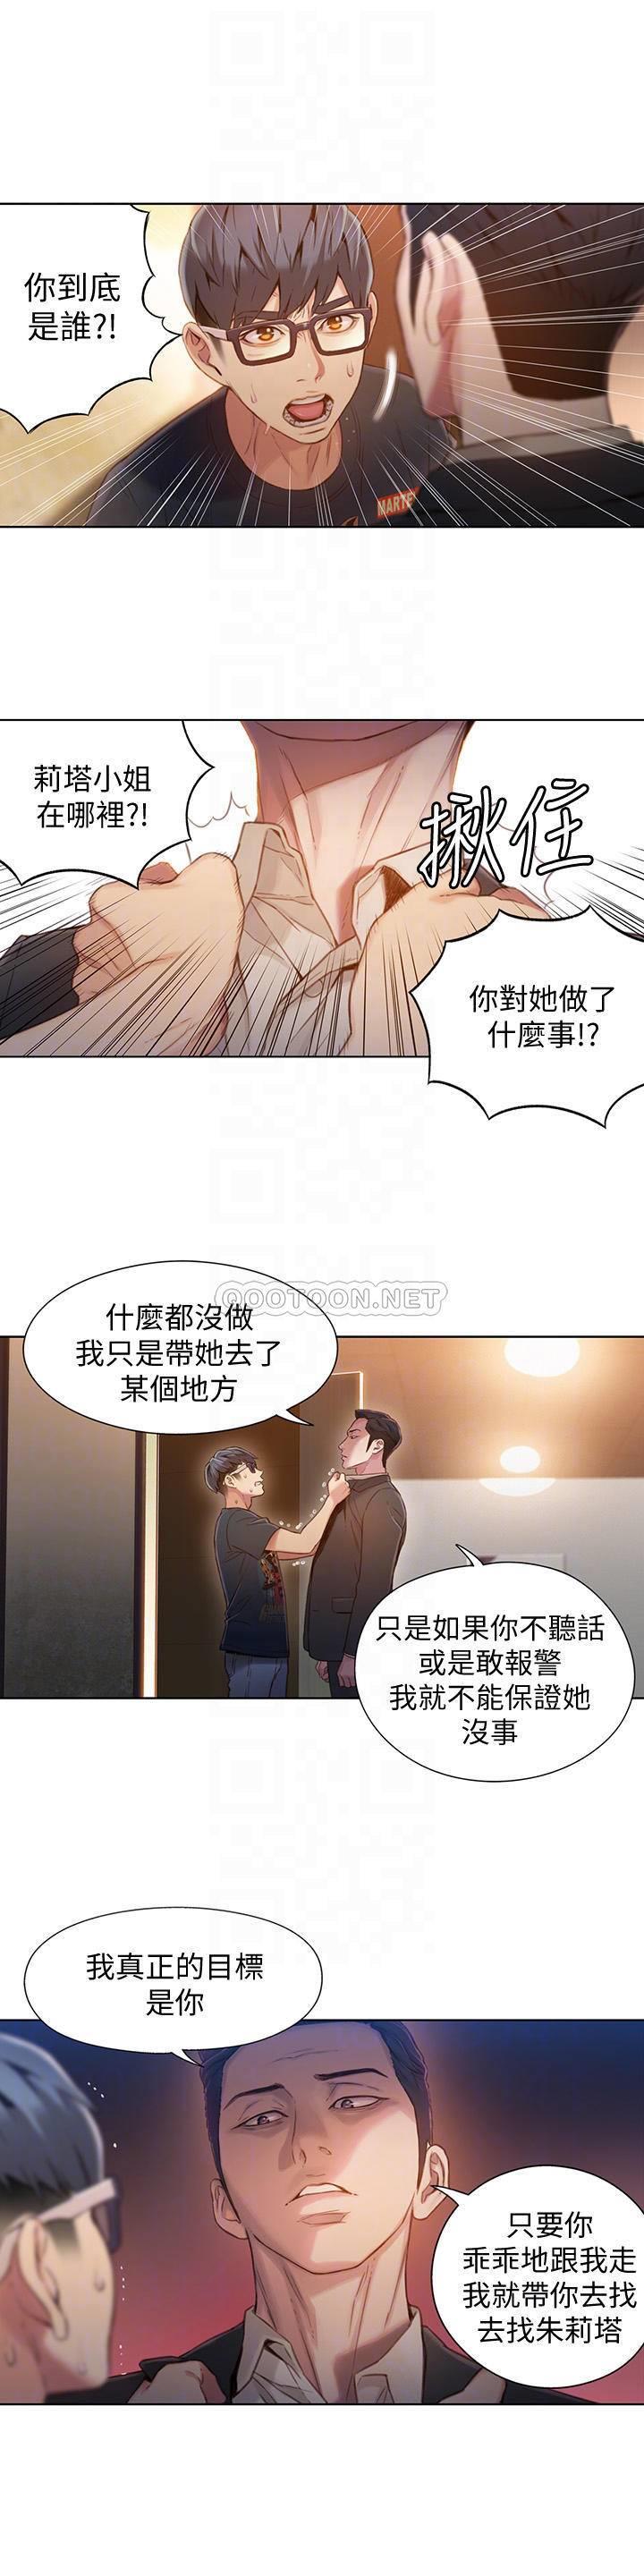 你到底
是誰?!
MARTE
莉塔小姐
在哪裡?!
揪住
你對她做了
什麼事!?
QOOTOON.NET
什麼都沒做
我只是帶她去了
某個地方
只是如果你不聽話
或是敢報警
我就不能保證她
沒事
我真正的目標
是你
只要你
乖乖地跟我走
我就帶你去找
去找朱莉塔